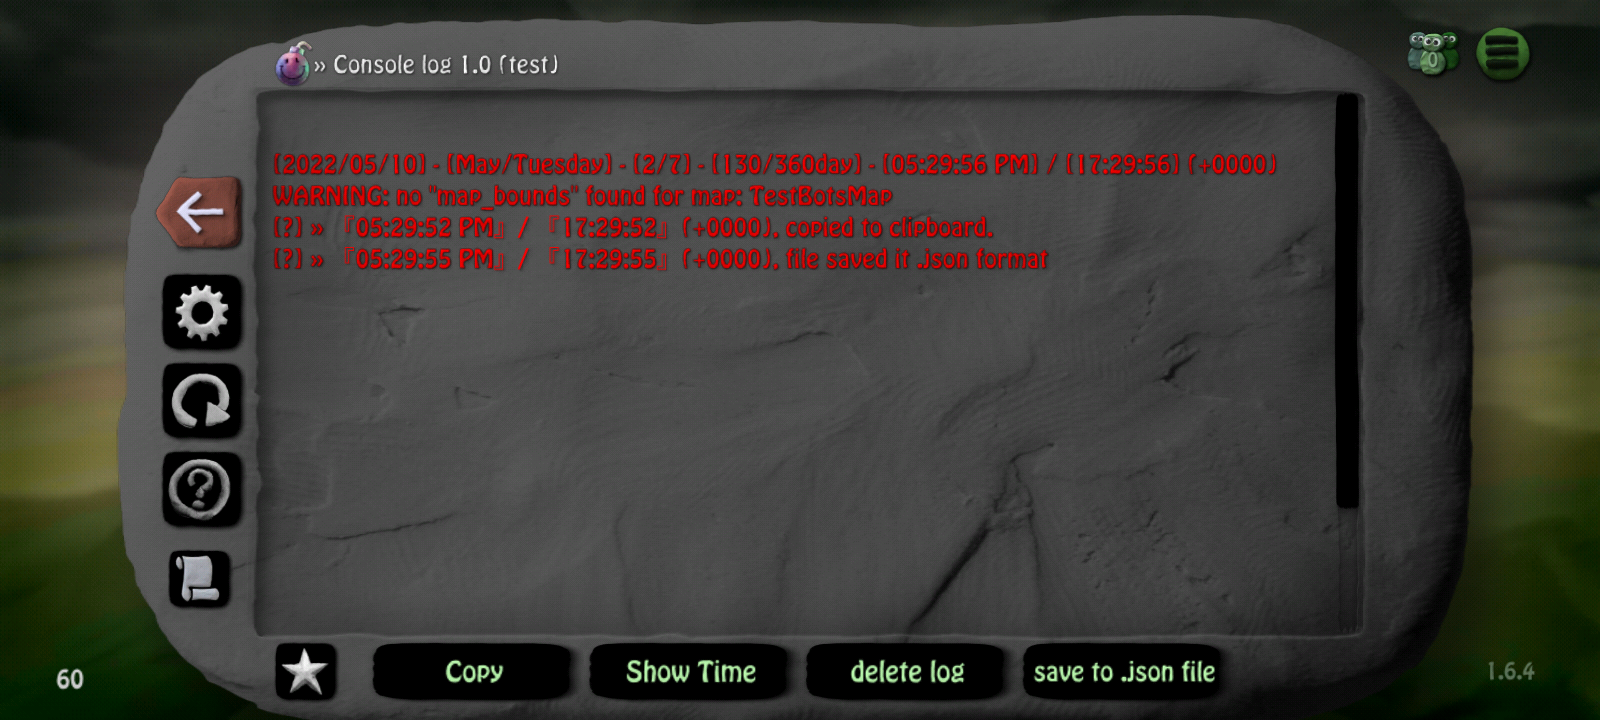 » Console log 1.0 (test)
0
[2022/05/10] - [May/Tuesday] - [2/7] - [130/360day] - [05:29:56 PM] / [17:29:56] (+0000)
WARNING: no "map_bounds" found for map: TestBotsMap
[?] » 『05:29:52 PM』 / 『17:29:52』 (+0000), copied to clipboard.
[?] » 『05:29:55 PM』 / 『17:29:55』 (+0000), file saved it .json format
Copy
Show Time
delete log
save to .json file
60
1.6.4